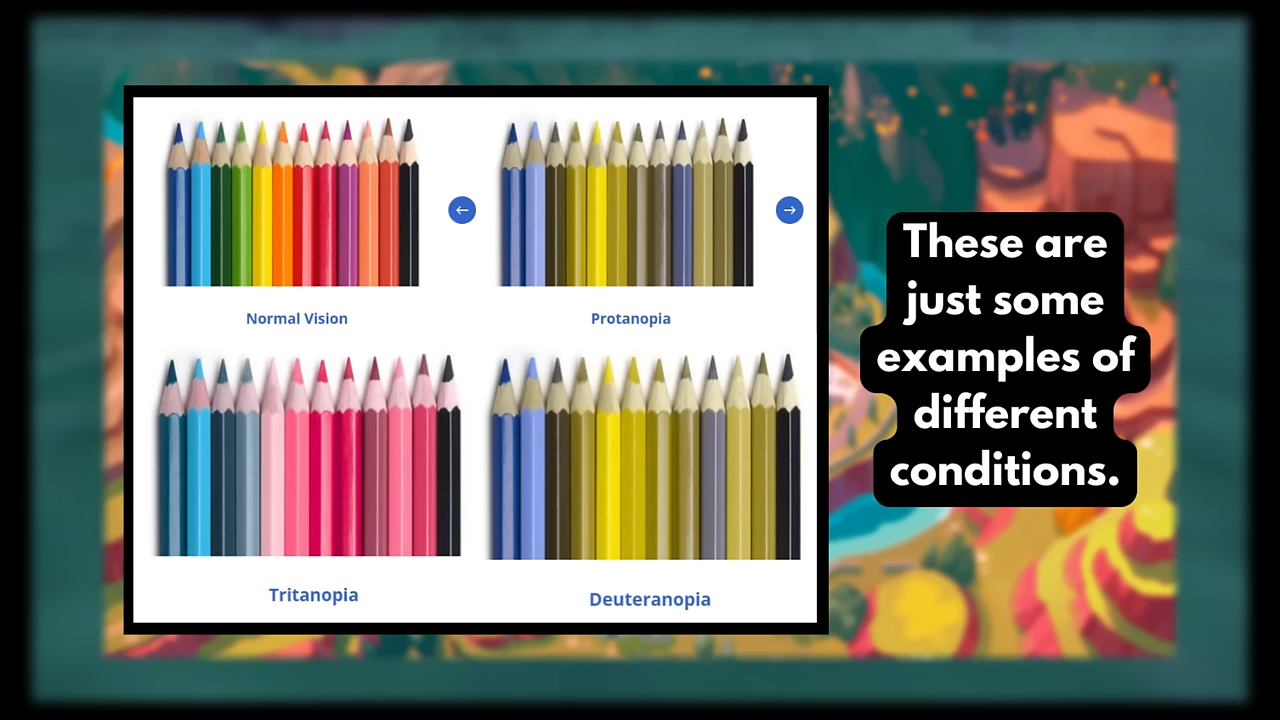 Normal Vision
Protanopia
Tritanopia
Deuteranopia
These are
just some
examples of
different
conditions.